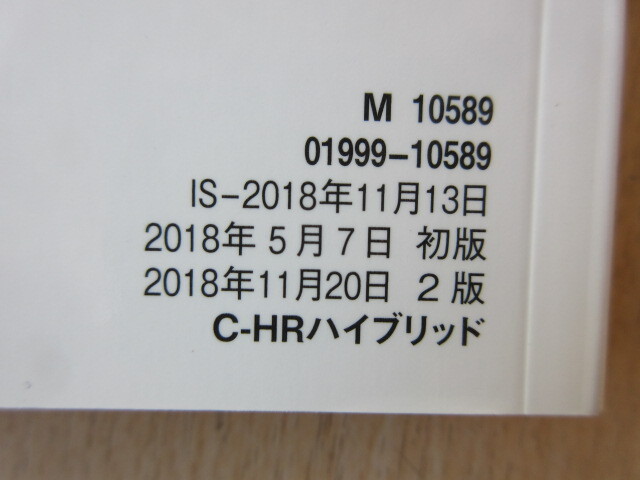 M 10589
01999-10589
IS-2018年11月13日
2018年 5 月 7 日 初版
2018年11月20日 2 版
C-HRハイブリッド